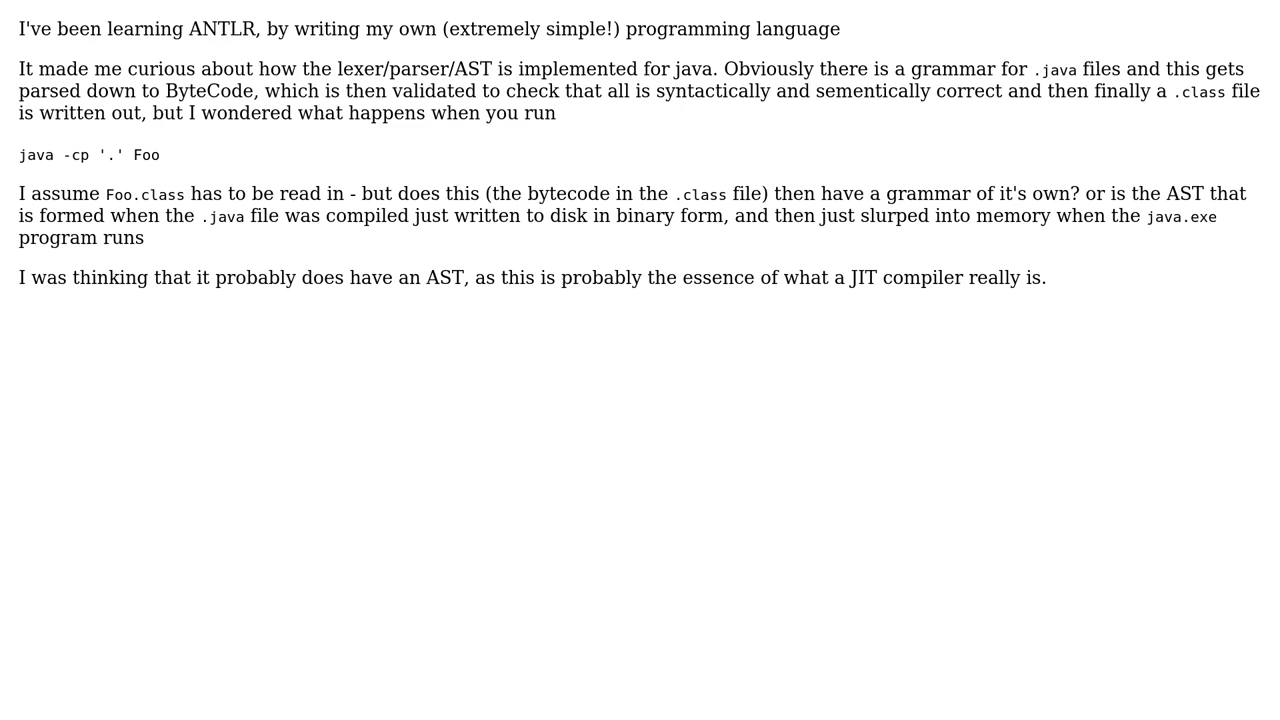 I've been learning ANTLR, by writing my own (extremely simple!) programming language
It made me curious about how the lexer/parser/AST is implemented for java. Obviously there is a grammar for .java files and this gets
parsed down to ByteCode, which is then validated to check that all is syntactically and sementically correct and then finally a .class file
is written out, but I wondered what happens when you run
java -cp '.' Foo
I assume Foo.class has to be read in - but does this (the bytecode in the .class file) then have a grammar of it's own? or is the AST that
is formed when the .java file was compiled just written to disk in binary form, and then just slurped into memory when the java.exe
program runs
I was thinking that it probably does have an AST, as this is probably the essence of what a JIT compiler really is.